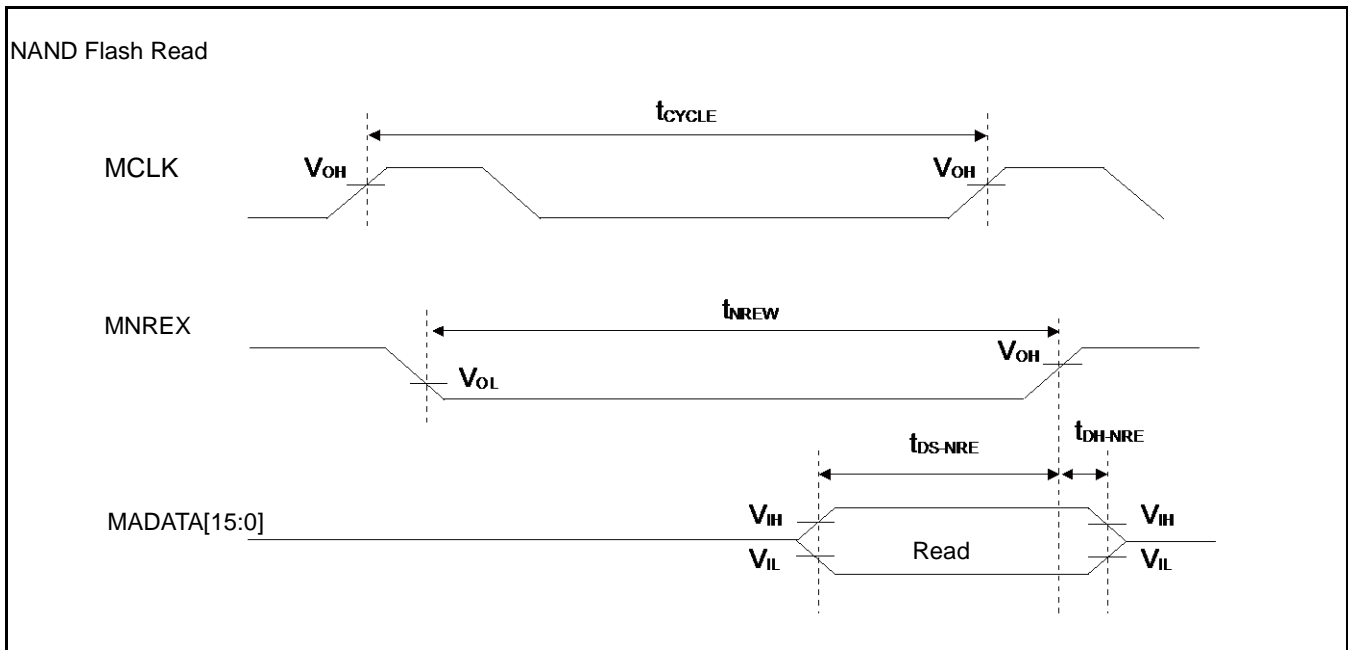 NAND Flash Read
tCYCLE
MCLK VOH VOH
tNREW
MNREX VOH
VOL
tDS-NRE tDH-NRE
MADATA[15:0] VIH VIH
Read
VIL VIL